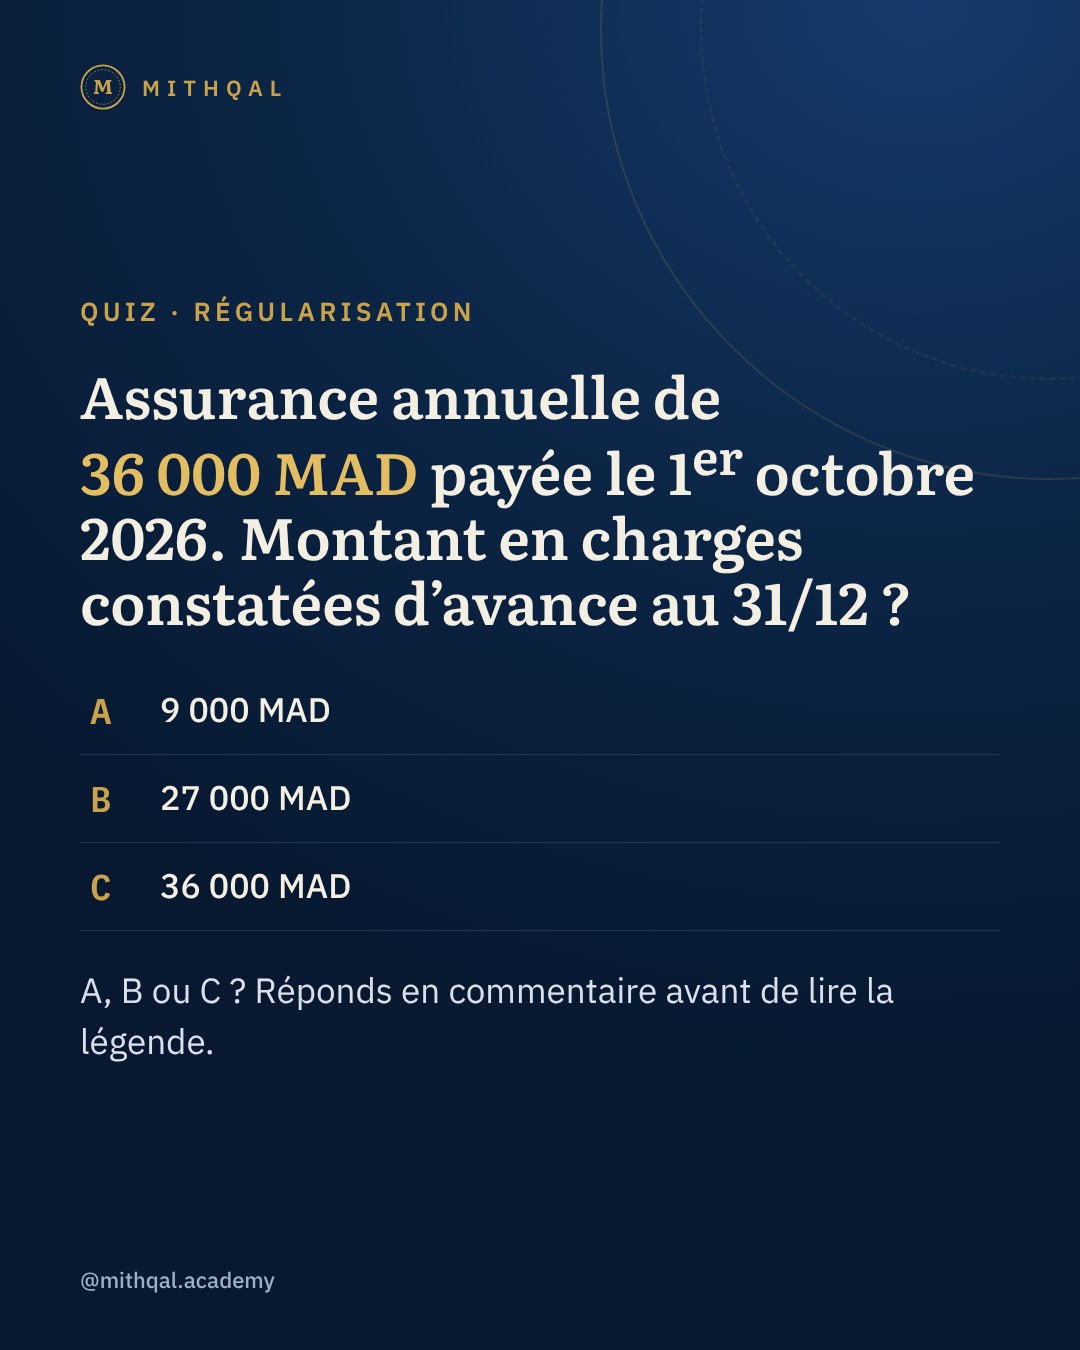 M MITHQAL
QUIZ · RÉGULARISATION
Assurance annuelle de
36 000 MAD payée le 1er octobre
2026. Montant en charges
constatées d’avance au 31/12 ?
A 9 000 MAD
B 27 000 MAD
C 36 000 MAD
A, B ou C ? Réponds en commentaire avant de lire la
légende.
@mithqal.academy